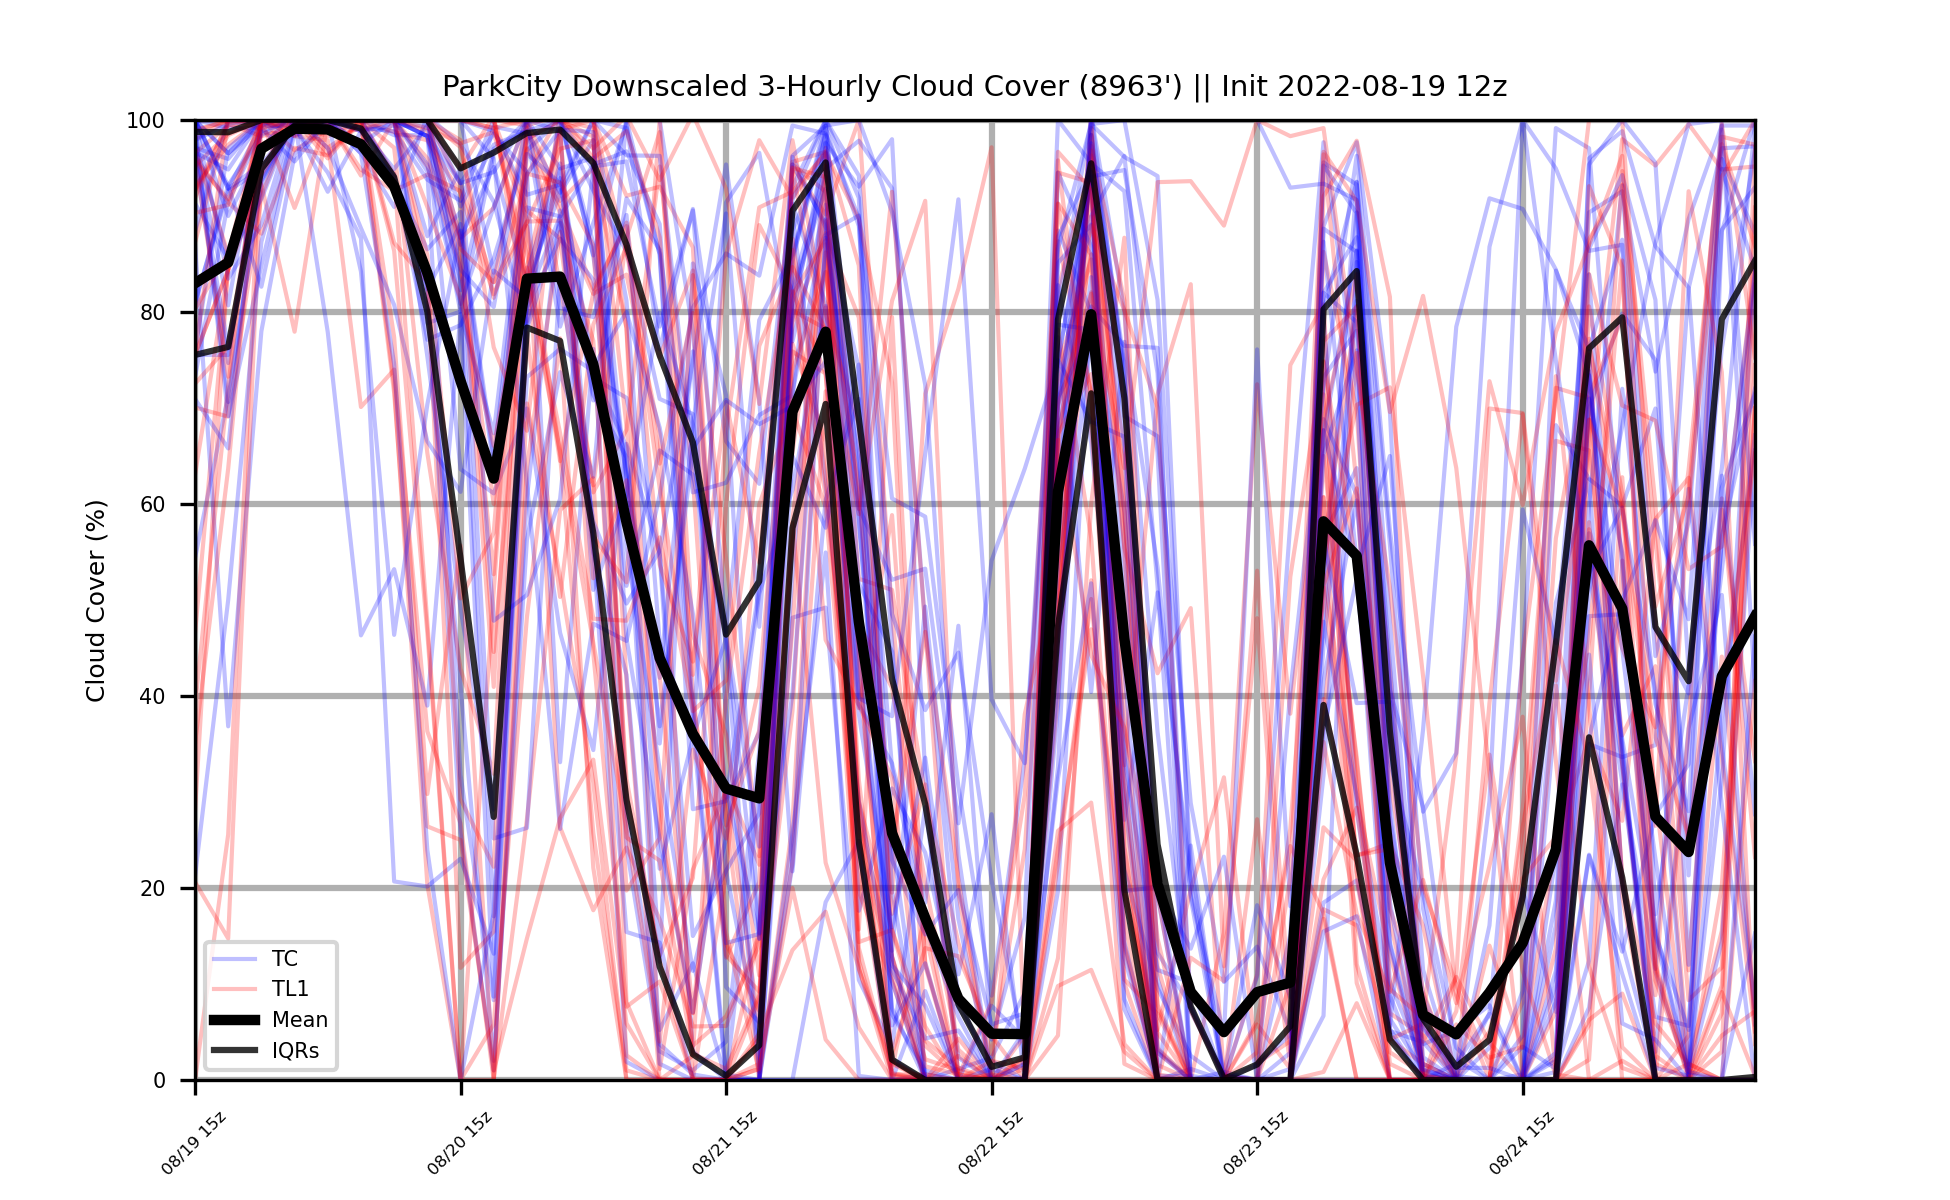 ParkCity Downscaled 3-Hourly Cloud Cover (8963') || Init 2022-08-19 12z
Cloud Cover (%)
100
80
60
40
20
0
TC
TL1
Mean
IQRs
08/19 15z
08/20 15z
08/21 15z
08/22 15z
08/23 15z
08/24 15z